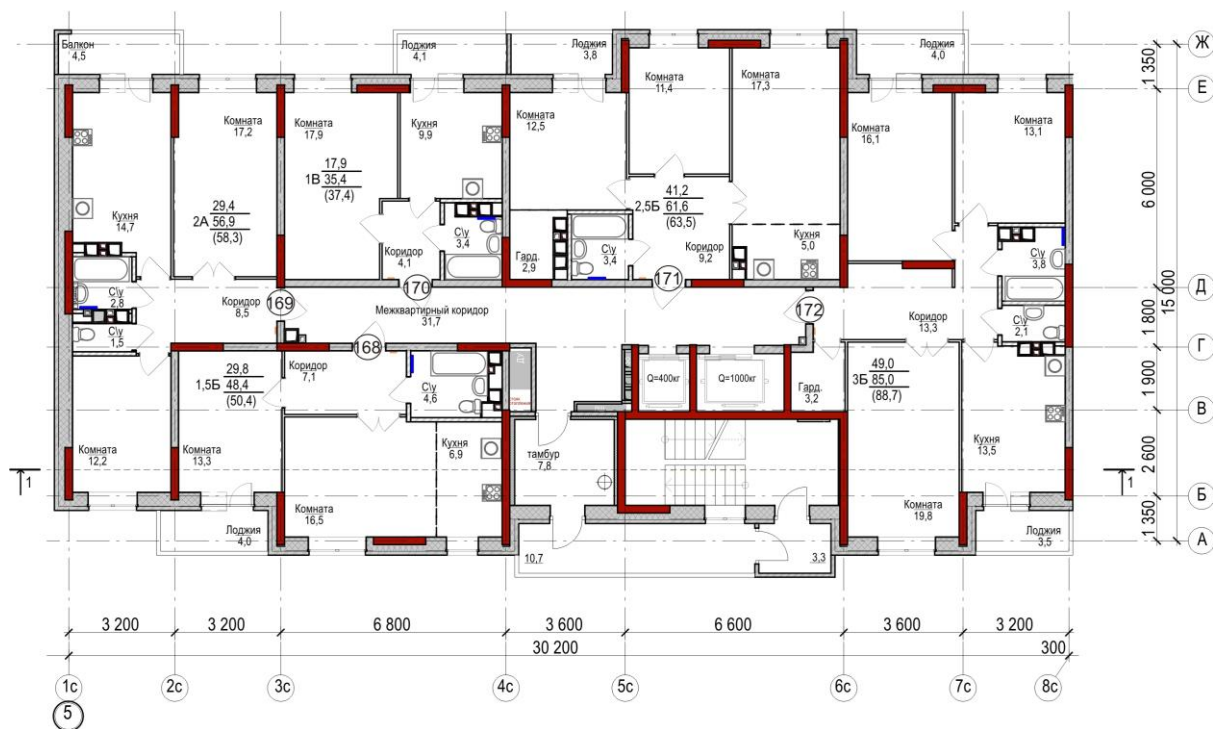 Балкон
4,5
Лоджия
4,1
Лоджия
3,8
Лоджия
4,0
Ж
Е
Д
Г
В
Б
А
1 350
6 000
1 800
1 900
2 600
1 350
15 000
Комната
17,2
Комната
17,9
Кухня
9,9
Комната
12,5
Комната
11,4
Комната
17,3
Комната
16,1
Комната
13,1
Кухня
14,7
29,4
2А 56,9
(58,3)
17,9
1В 35,4
(37,4)
41,2
2,5Б 61,6
(63,5)
С\у
2,8
С\у
1,5
Коридор
8,5
Коридор
4,1
С\у
3,4
Гард.
2,9
С\у
3,4
Коридор
9,2
Кухня
5,0
С\у
3,8
С\у
2,1
Коридор
13,3
169
170
171
172
168
Межквартирный коридор
31,7
29,8
1,5Б 48,4
(50,4)
Коридор
7,1
С\у
4,6
Q=400кг
Q=1000кг
Гард.
3,2
49,0
3Б 85,0
(88,7)
Комната
12,2
Комната
13,3
Кухня
6,9
Комната
16,5
тамбур
7,8
Кухня
13,5
Комната
19,8
Лоджия
4,0
10,7
3,3
Лоджия
3,5
1
1
3 200
3 200
6 800
3 600
6 600
3 600
3 200
30 200
300
1с
2с
3с
4с
5с
6с
7с
8с
5